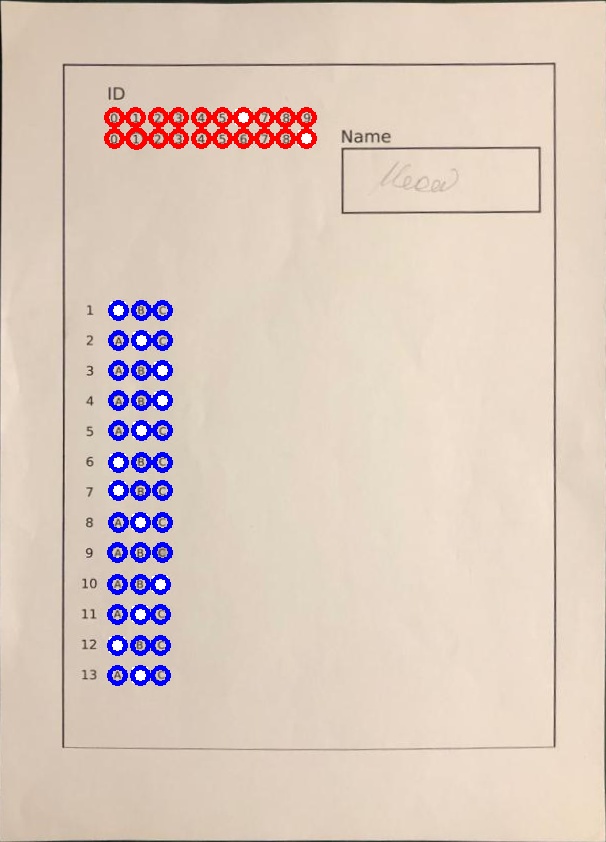 ID
0 1 2 3 4 5 7 8 9
0 1 2 3 4 5 6 7 8
Name
1 B C
2 A C
3 A B
4 A B
5 A C
6 B C
7 B C
8 A C
9 A B C
10 A B
11 A C
12 B C
13 A C